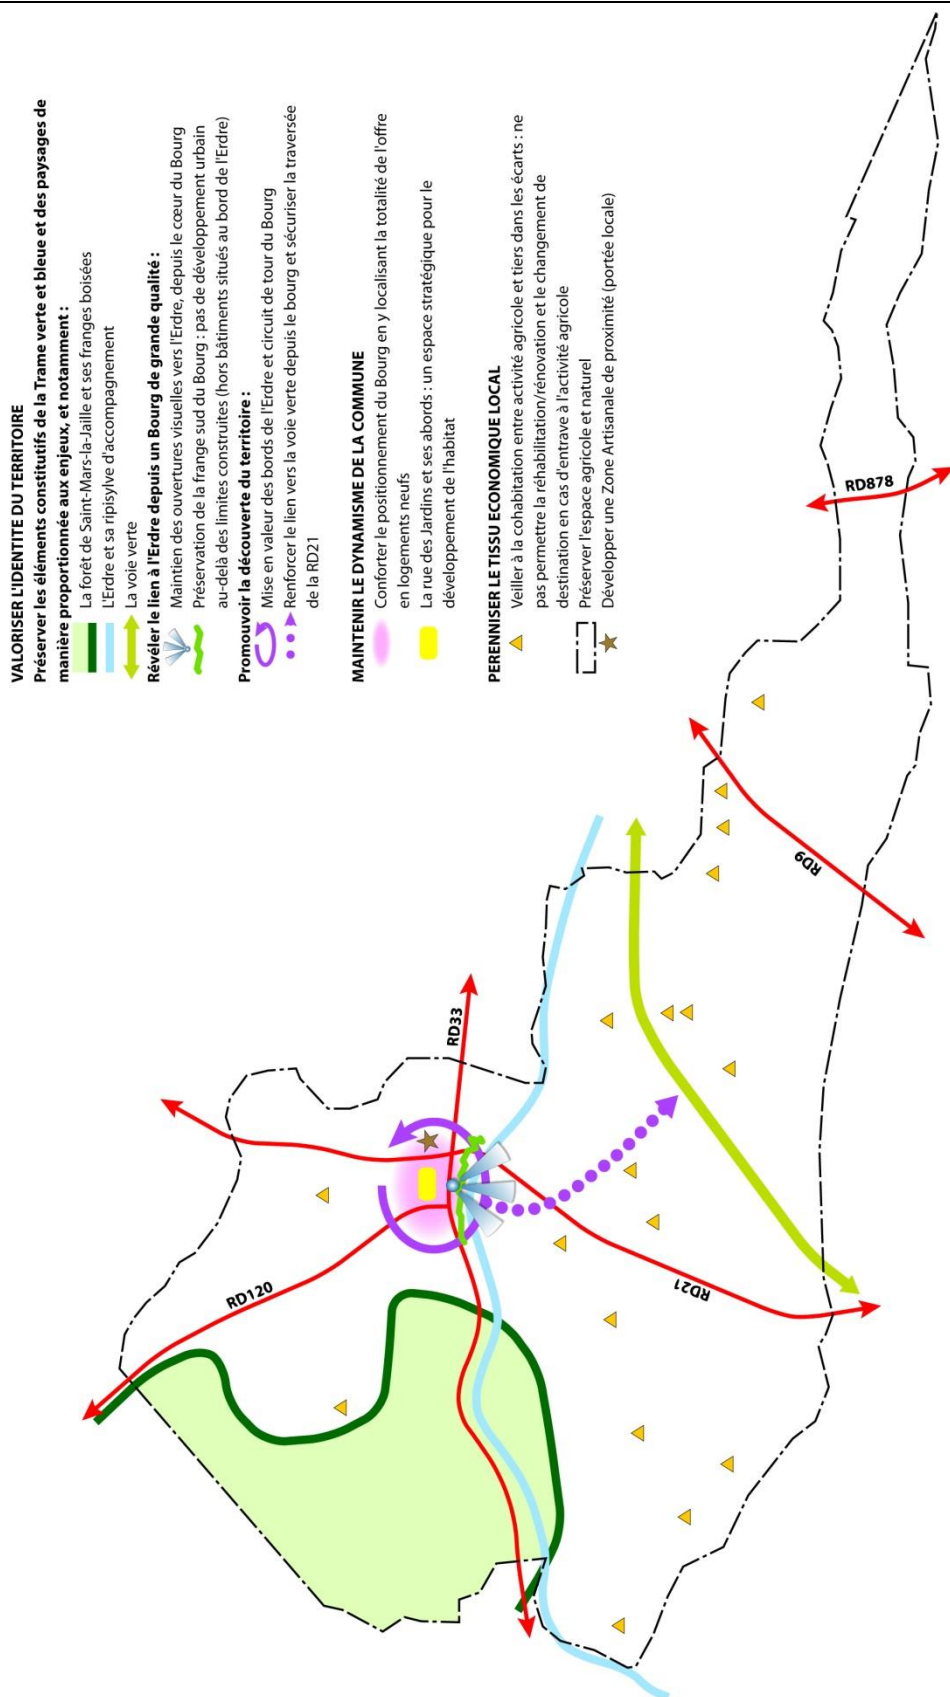 VALORISER L'IDENTITE DU TERRITOIRE
Préserver les éléments constitutifs de la Trame verte et bleue et des paysages de
manière proportionnée aux enjeux, et notamment :
La forêt de Saint-Mars-la-Jaille et ses franges boisées
L'Erdre et sa ripisylve d'accompagnement
La voie verte
Révéler le lien à l'Erdre depuis un Bourg de grande qualité :
Maintien des ouvertures visuelles vers l'Erdre, depuis le cœur du Bourg
Préservation de la frange sud du Bourg : pas de développement urbain
au-delà des limites construites (hors bâtiments situés au bord de l'Erdre)
Promouvoir la découverte du territoire :
Mise en valeur des bords de l'Erdre et circuit de tour du Bourg
Renforcer le lien vers la voie verte depuis le bourg et sécuriser la traversée
de la RD21
MAINTENIR LE DYNAMISME DE LA COMMUNE
Conforter le positionnement du Bourg en y localisant la totalité de l'offre
en logements neufs
La rue des Jardins et ses abords : un espace stratégique pour le
développement de l'habitat
PERENNISER LE TISSU ECONOMIQUE LOCAL
Veiller à la cohabitation entre activité agricole et tiers dans les écarts : ne
pas permettre la réhabilitation/rénovation et le changement de
destination en cas d'entrave à l'activité agricole
Préserver l'espace agricole et naturel
Développer une Zone Artisanale de proximité (portée locale)
RD120
RD33
RD21
RD9
RD878